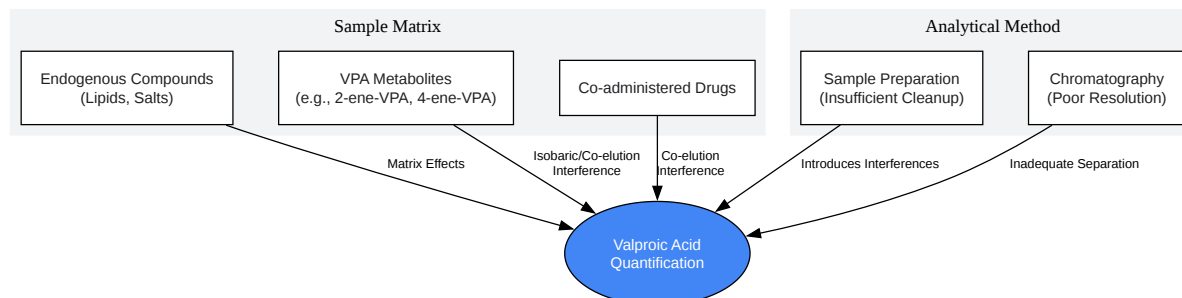 Sample Matrix
Analytical Method
Endogenous Compounds
(Lipids, Salts)
VPA Metabolites
(e.g., 2-ene-VPA, 4-ene-VPA)
Co-administered Drugs
Sample Preparation
(Insufficient Cleanup)
Chromatography
(Poor Resolution)
Matrix Effects
Isobaric/Co-elution
Interference
Co-elution
Interference
Introduces Interferences
Inadequate Separation
Valproic Acid
Quantification